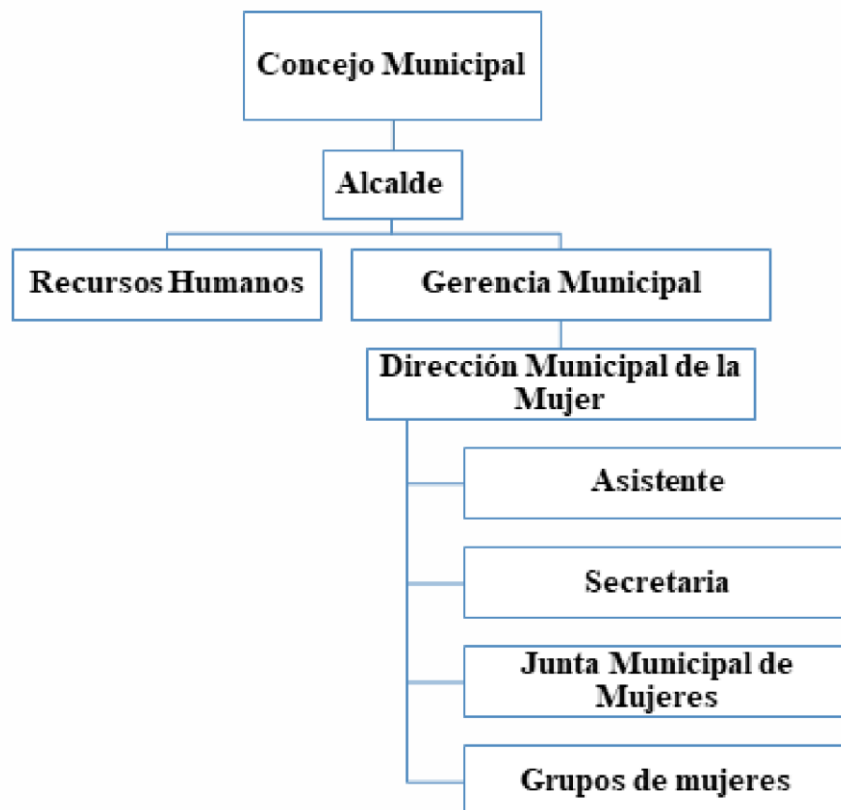 Concejo Municipal
Alcalde
Recursos Humanos
Gerencia Municipal
Dirección Municipal de la
Mujer
Asistente
Secretaria
Junta Municipal de
Mujeres
Grupos de mujeres